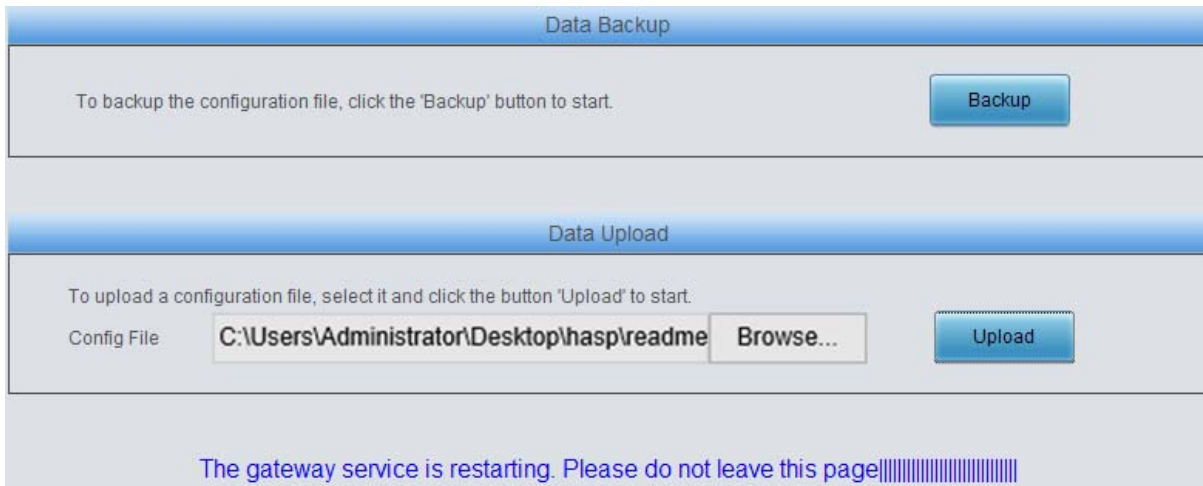 Data Backup
To backup the configuration file, click the 'Backup' button to start.
Backup
Data Upload
To upload a configuration file, select it and click the button 'Upload' to start.
Config File C:\Users\Administrator\Desktop\hasp\readme Browse... Upload
The gateway service is restarting. Please do not leave this page||||||||||||||||||||||||||||